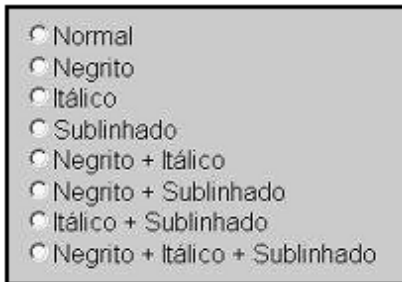 Normal
Negrito
Itálico
Sublinhado
Negrito + Itálico
Negrito + Sublinhado
Itálico + Sublinhado
Negrito + Itálico + Sublinhado